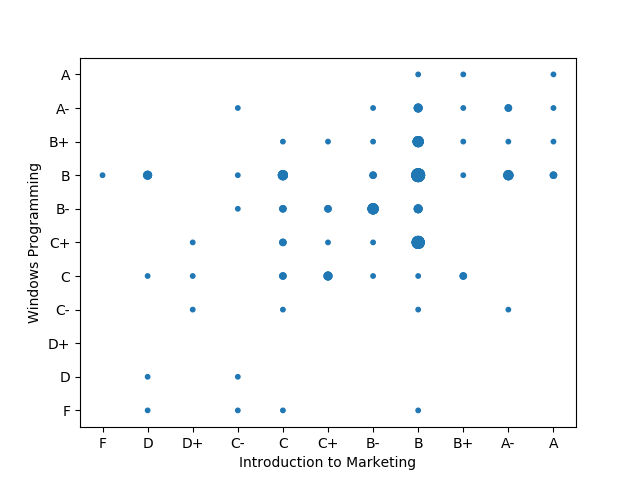 A
A-
B+
B
B-
C+
C
C-
D+
D
F
Windows Programming
F D D+ C- C C+ B- B B+ A- A
Introduction to Marketing